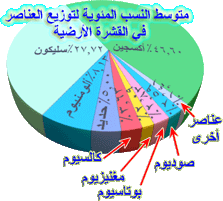 متوسط النسب المئوية لتوزيع العناصر
في القشرة الأرضية
٤٦,٦٠٪ أكسجين
٢٧,٧٢٪ سليكون
ألومنيوم
حديد
عناصر
أخرى
كالسيوم
صوديوم
مغنيزيوم
بوتاسيوم